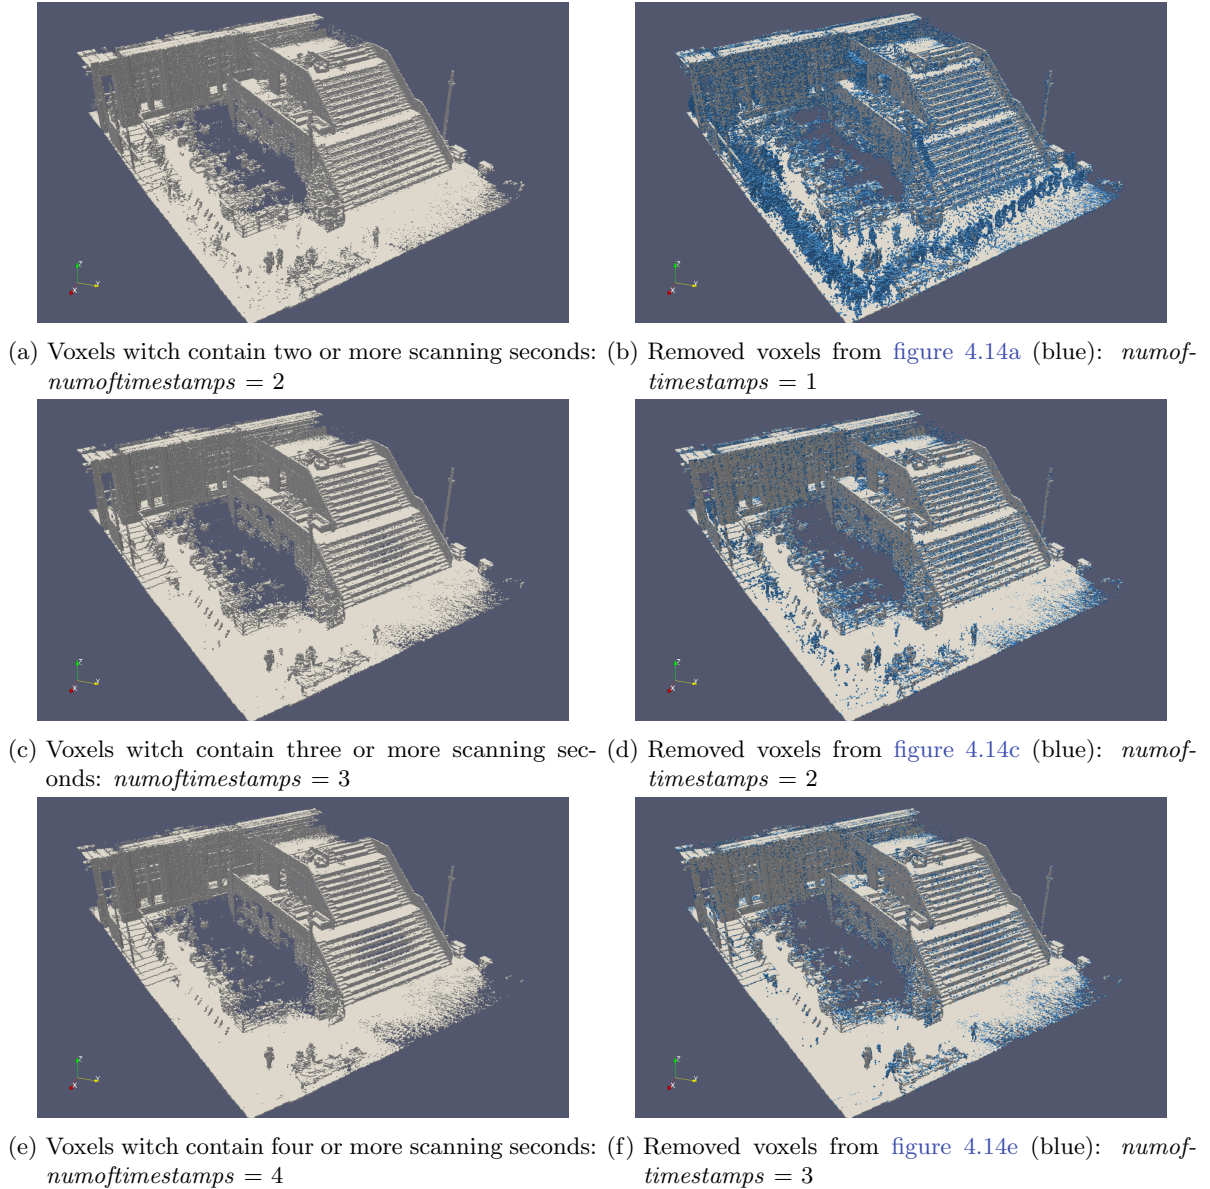 (a) Voxels witch contain two or more scanning seconds:
numoftimestamps = 2
(b) Removed voxels from figure 4.14a (blue): numof-
timestamps = 1
(c) Voxels witch contain three or more scanning sec-
onds: numoftimestamps = 3
(d) Removed voxels from figure 4.14c (blue): numof-
timestamps = 2
(e) Voxels witch contain four or more scanning seconds:
numoftimestamps = 4
(f) Removed voxels from figure 4.14e (blue): numof-
timestamps = 3